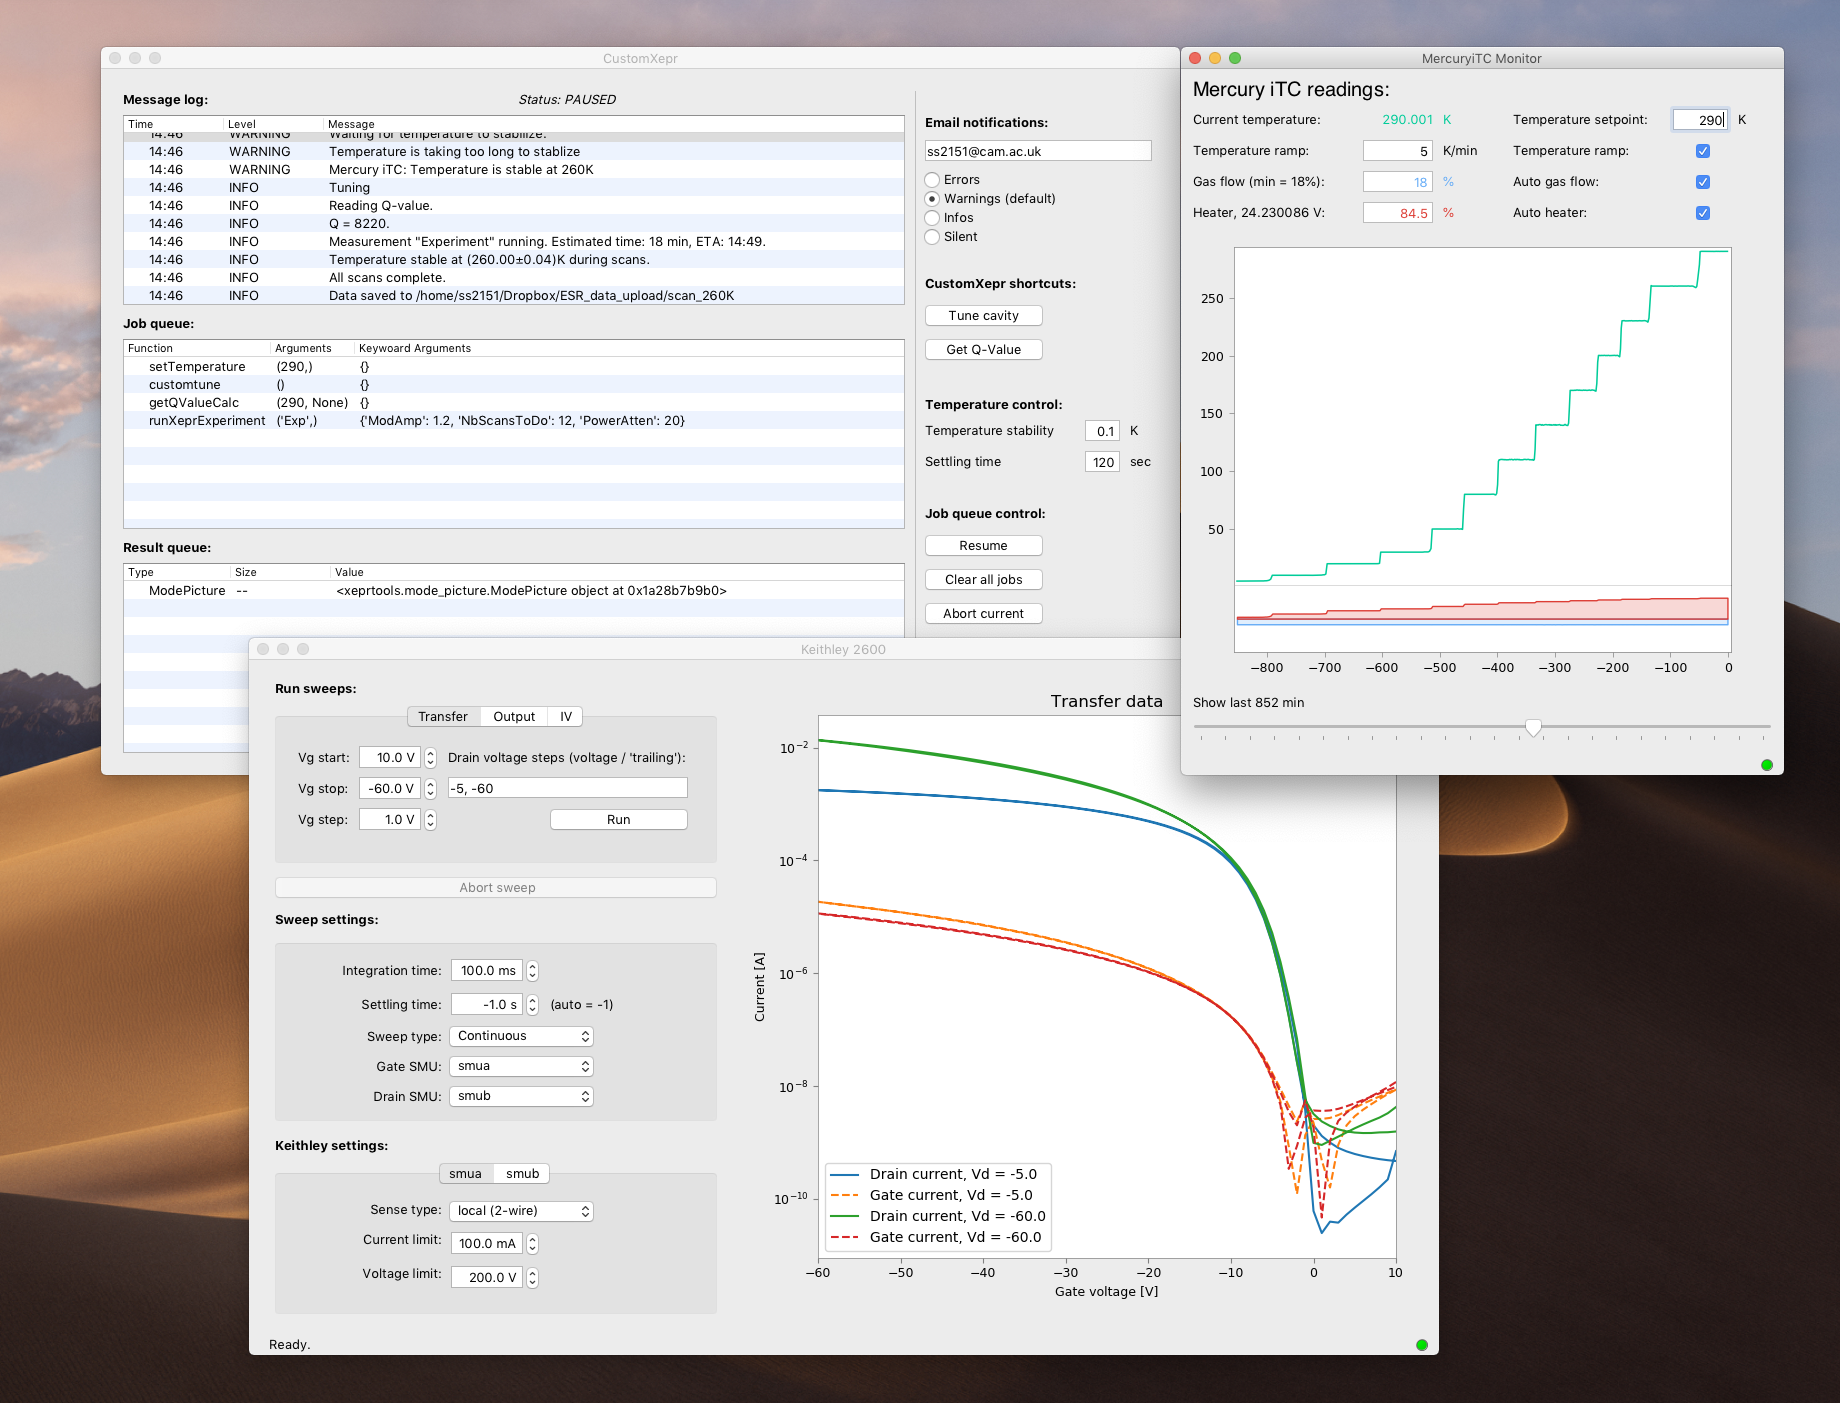 CustomXepr
Message log:
Status: PAUSED
Time Level Message
14:46 WARNING Waiting for temperature to stabilize.
14:46 WARNING Temperature is taking too long to stablize
14:46 WARNING Mercury iTC: Temperature is stable at 260K
14:46 INFO Tuning
14:46 INFO Reading Q-value.
14:46 INFO Q = 8220.
14:46 INFO Measurement "Experiment" running. Estimated time: 18 min, ETA: 14:49.
14:46 INFO Temperature stable at (260.00±0.04)K during scans.
14:46 INFO All scans complete.
14:46 INFO Data saved to /home/ss2151/Dropbox/ESR_data_upload/scan_260K
Job queue:
Function Arguments Keywoard Arguments
setTemperature (290,) {}
customtune () {}
getQValueCalc (290, None) {}
runXeprExperiment ('Exp',) {'ModAmp': 1.2, 'NbScansToDo': 12, 'PowerAtten': 20}
Result queue:
Type Size Value
ModePicture -- <xeprtools.mode_picture.ModePicture object at 0x1a28b7b9b0>
Email notifications:
ss2151@cam.ac.uk
Errors
Warnings (default)
Infos
Silent
CustomXepr shortcuts:
Tune cavity
Get Q-Value
Temperature control:
Temperature stability 0.1 K
Settling time 120 sec
Job queue control:
Resume
Clear all jobs
Abort current
MercuryiTC Monitor
Mercury iTC readings:
Current temperature: 290.001 K Temperature setpoint: 290 K
Temperature ramp: 5 K/min Temperature ramp:
Gas flow (min = 18%): 18 % Auto gas flow:
Heater, 24.230086 V: 84.5 % Auto heater:
250
200
150
100
50
−800 −700 −600 −500 −400 −300 −200 −100 0
Show last 852 min
Keithley 2600
Run sweeps:
Transfer Output IV
Vg start: 10.0 V Drain voltage steps (voltage / 'trailing'):
Vg stop: -60.0 V -5, -60
Vg step: 1.0 V Run
Abort sweep
Sweep settings:
Integration time: 100.0 ms
Settling time: -1.0 s (auto = -1)
Sweep type: Continuous
Gate SMU: smua
Drain SMU: smub
Keithley settings:
smua smub
Sense type: local (2-wire)
Current limit: 100.0 mA
Voltage limit: 200.0 V
Ready.
Transfer data
10⁻²
10⁻⁴
10⁻⁶
10⁻⁸
10⁻¹⁰
Current [A]
Drain current, Vd = -5.0
Gate current, Vd = -5.0
Drain current, Vd = -60.0
Gate current, Vd = -60.0
−60 −50 −40 −30 −20 −10 0 10
Gate voltage [V]